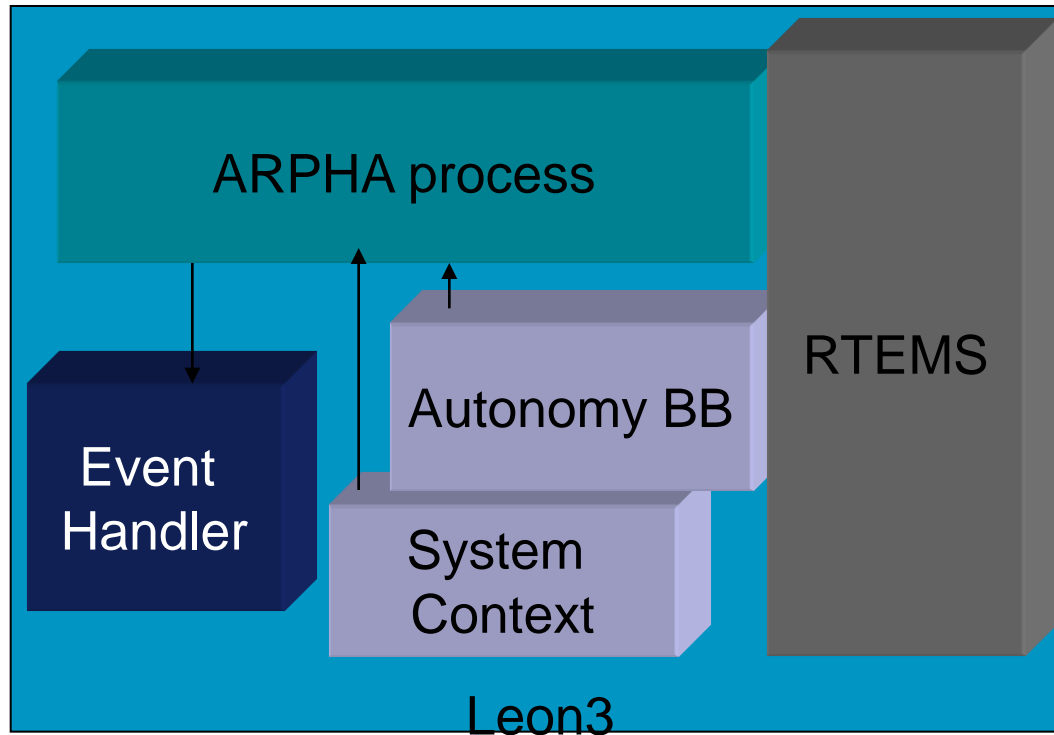 ARPHA process
RTEMS
Autonomy BB
Event
Handler
System
Context
Leon3